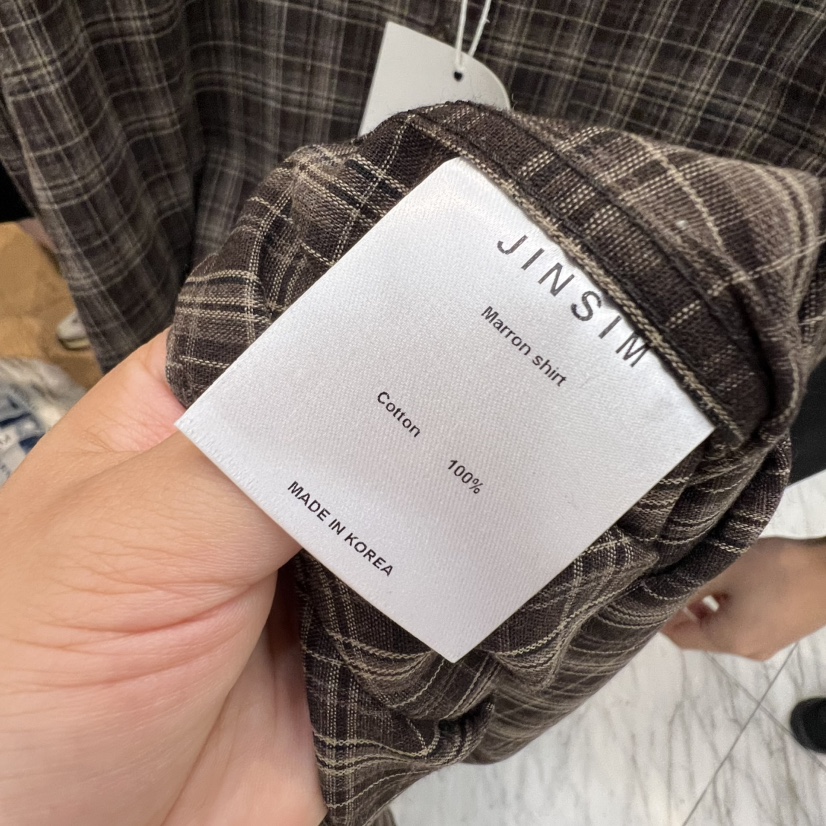 JINSIM
Marron shirt
Cotton 100%
MADE IN KOREA